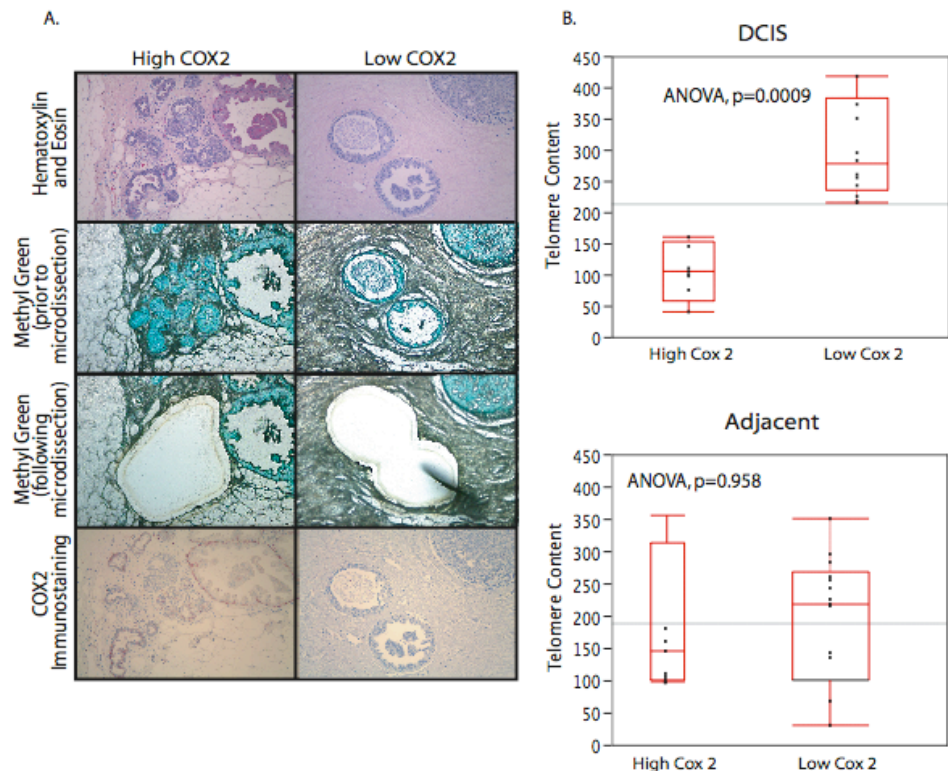 A.
High COX2 Low COX2
Hematoxylin
and Eosin
Methyl Green
(prior to
microdissection)
Methyl Green
(following
microdissection)
COX2
Immunostaining
B.
DCIS
ANOVA, p=0.0009
Telomere Content
450
400
350
300
250
200
150
100
50
0
High Cox 2 Low Cox 2
Adjacent
ANOVA, p=0.958
Telomere Content
450
400
350
300
250
200
150
100
50
0
High Cox 2 Low Cox 2